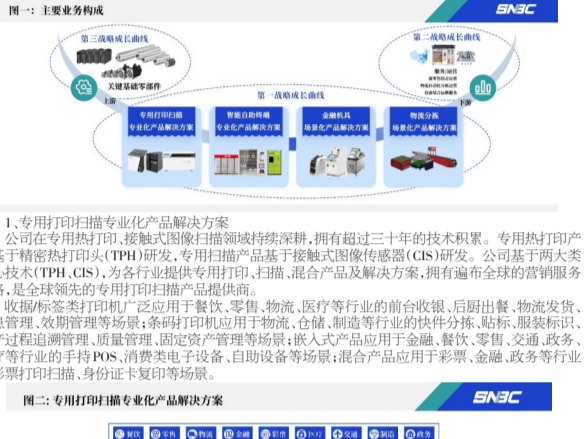 图一：主要业务构成
SNBC
第三战略成长曲线
第二战略成长曲线
关键基础零部件
服务/运营
上游
第一战略成长曲线
下游
专用打印扫描
专业化产品解决方案
智能自助终端
专业化产品解决方案
金融机具
场景化产品解决方案
物流分拣
场景化产品解决方案
1、专用打印扫描专业化产品解决方案
公司在专用热打印、接触式图像扫描领域持续深耕，拥有超过三十年的技术积累。专用热打印产
基于精密热打印头(TPH)研发，专用扫描产品基于接触式图像传感器(CIS)研发。公司基于两大类
心技术(TPH、CIS)，为各行业提供专用打印、扫描、混合产品及解决方案，拥有遍布全球的营销服务
，是全球领先的专用打印扫描产品提供商。
收据/标签类打印机广泛应用于餐饮、零售、物流、医疗等行业的前台收银、后厨出餐、物流发货、
息管理、效期管理等场景；条码打印机应用于物流、仓储、制造等行业的快件分拣、贴标、服装标识、
产过程追溯管理、质量管理、固定资产管理等场景；嵌入式产品应用于金融、餐饮、零售、交通、政务、
疗等行业的手持POS、消费类电子设备、自助设备等场景；混合产品应用于彩票、金融、政务等行业
彩票打印扫描、身份证卡复印等场景。
图二：专用打印扫描专业化产品解决方案
SNBC
餐饮 零售 物流 金融 彩票 医疗 交通 制造 政务